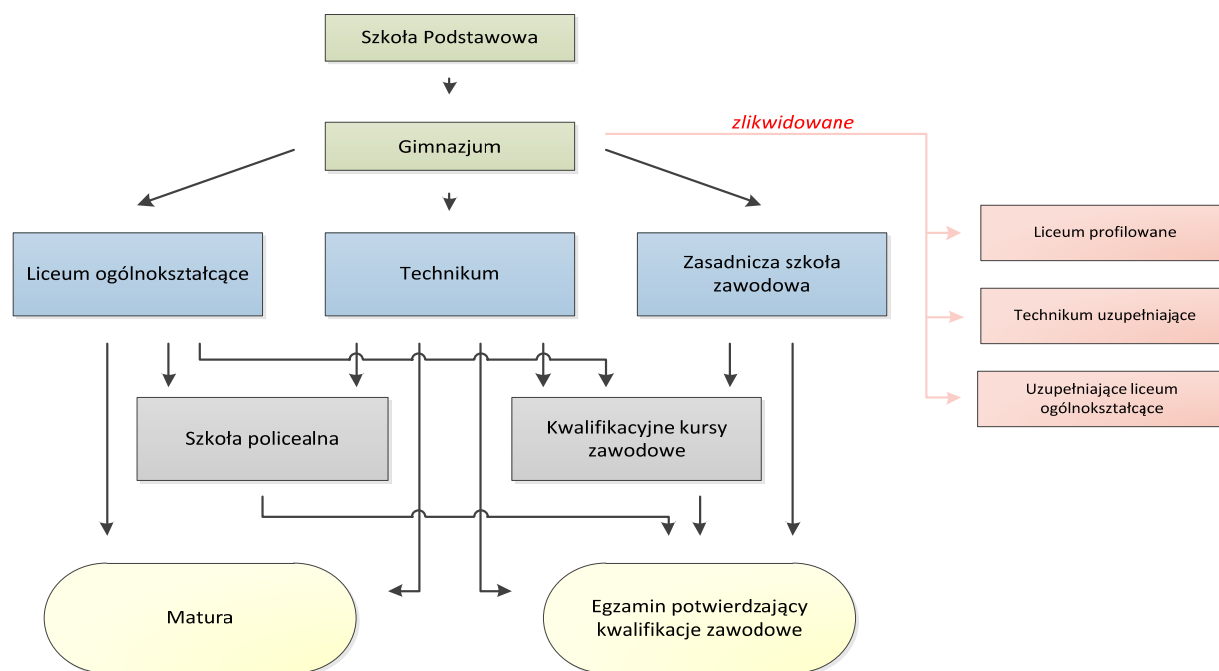 Szkoła Podstawowa
zlikwidowane
Gimnazjum
Liceum profilowane
Liceum ogólnokształcące
Technikum
Zasadnicza szkoła
zawodowa
Technikum uzupełniające
Uzupełniające liceum
ogólnokształcące
Szkoła policealna
Kwalifikacyjne kursy
zawodowe
Matura
Egzamin potwierdzający
kwalifikacje zawodowe